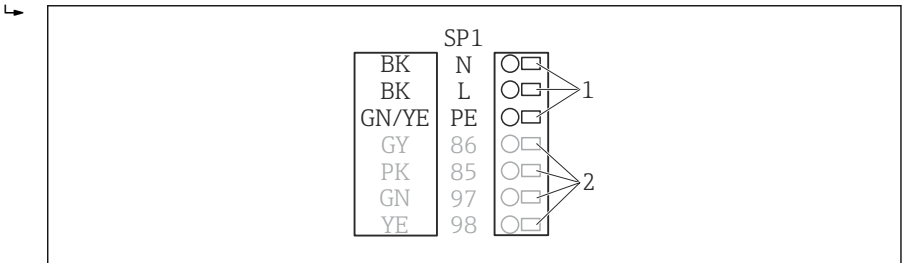 SP1
BK N
BK L 1
GN/YE PE
GY 86
PK 85 2
GN 97
YE 98